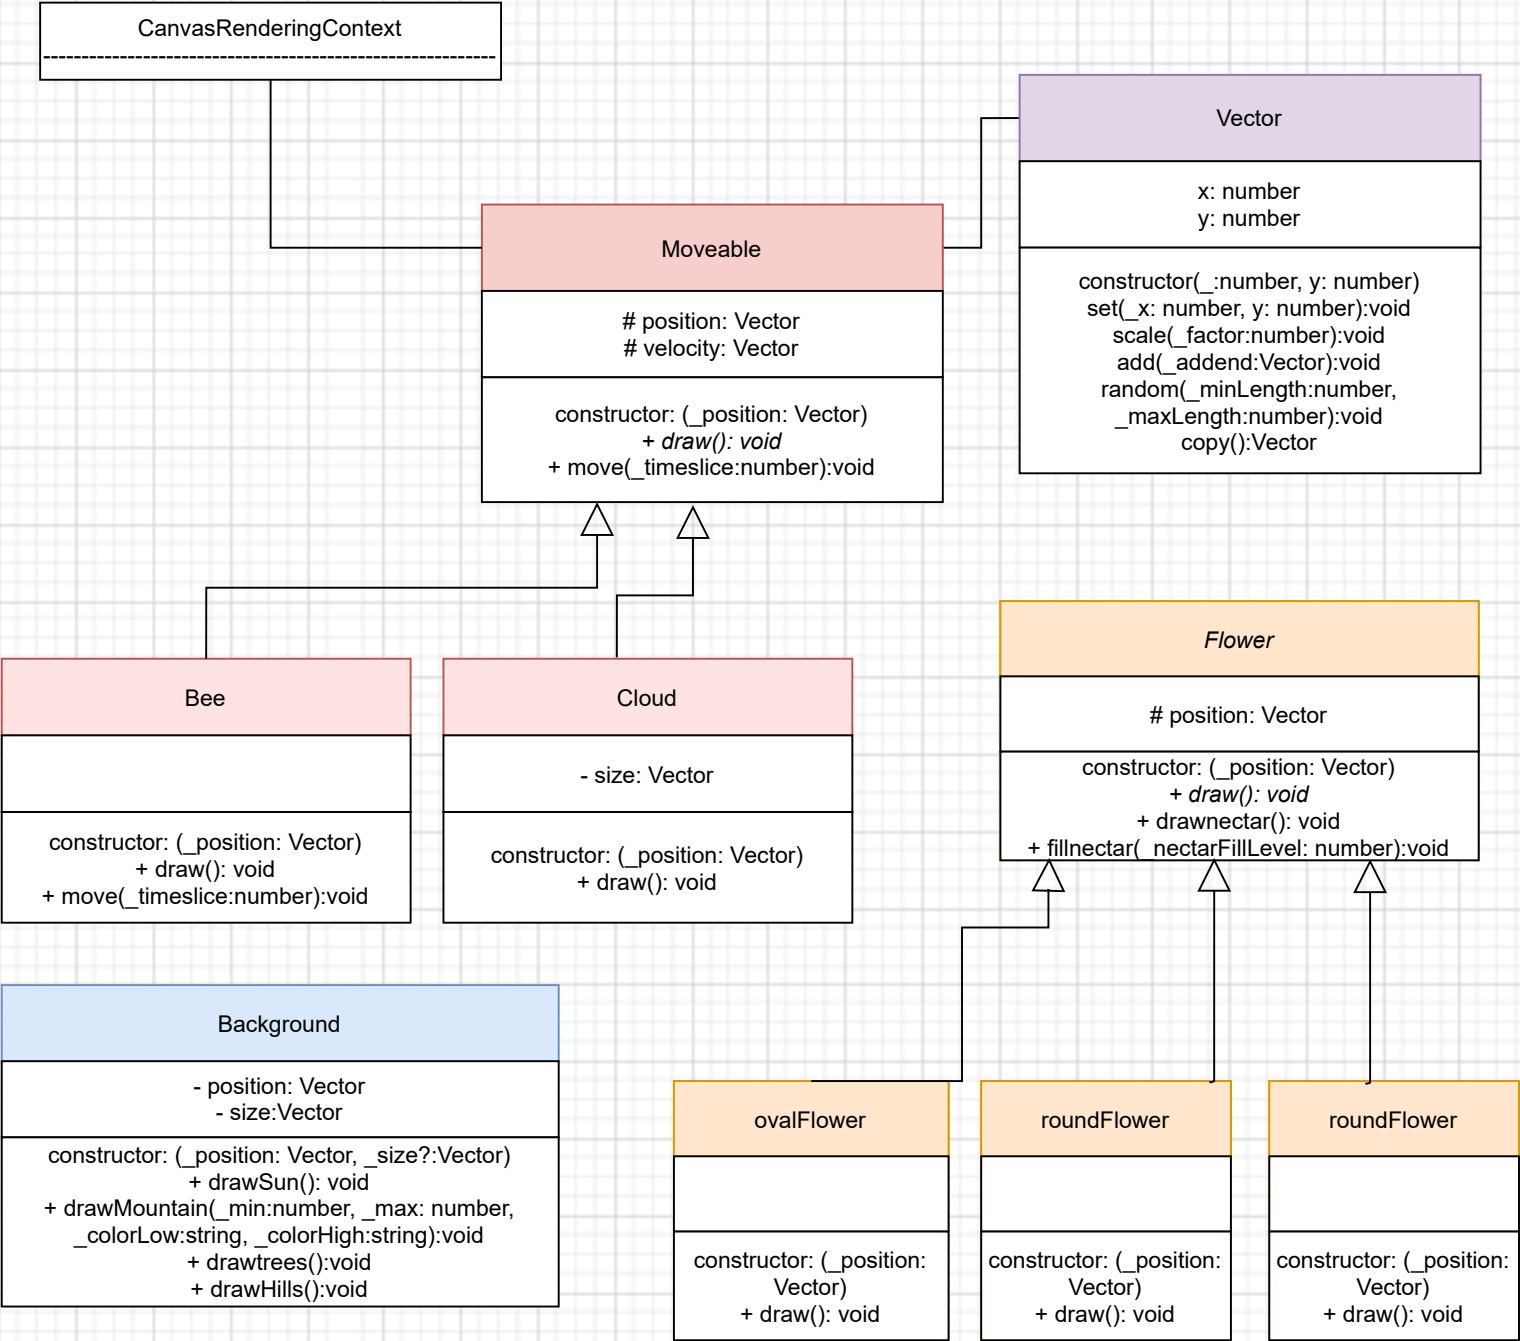 CanvasRenderingContext
-----------------------------------------------------------
Vector
x: number
y: number
constructor(_:number, y: number)
set(_x: number, y: number):void
scale(_factor:number):void
add(_addend:Vector):void
random(_minLength:number,
_maxLength:number):void
copy():Vector
Moveable
# position: Vector
# velocity: Vector
constructor: (_position: Vector)
+ draw(): void
+ move(_timeslice:number):void
Bee
constructor: (_position: Vector)
+ draw(): void
+ move(_timeslice:number):void
Cloud
- size: Vector
constructor: (_position: Vector)
+ draw(): void
Flower
# position: Vector
constructor: (_position: Vector)
+ draw(): void
+ drawnectar(): void
+ fillnectar(_nectarFillLevel: number):void
Background
- position: Vector
- size:Vector
constructor: (_position: Vector, _size?:Vector)
+ drawSun(): void
+ drawMountain(_min:number, _max: number,
_colorLow:string, _colorHigh:string):void
+ drawtrees():void
+ drawHills():void
ovalFlower
constructor: (_position:
Vector)
+ draw(): void
roundFlower
constructor: (_position:
Vector)
+ draw(): void
roundFlower
constructor: (_position:
Vector)
+ draw(): void